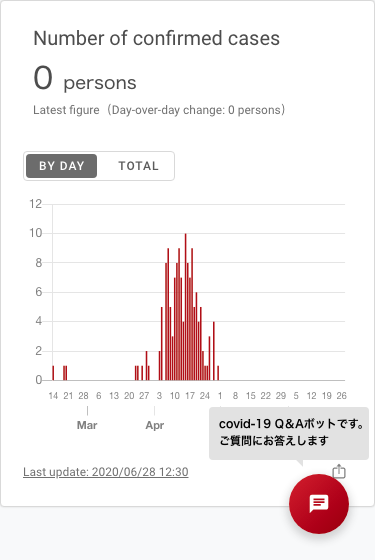 Number of confirmed cases
0 persons
Latest figure（Day-over-day change: 0 persons）
BY DAY TOTAL
12
10
8
6
4
2
0
14 21 28 6 13 20 27 3 10 17 24 1 8 15 22 29 5 12 19 26
Mar Apr
covid-19 Q&Aボットです。
ご質問にお答えします
Last update: 2020/06/28 12:30